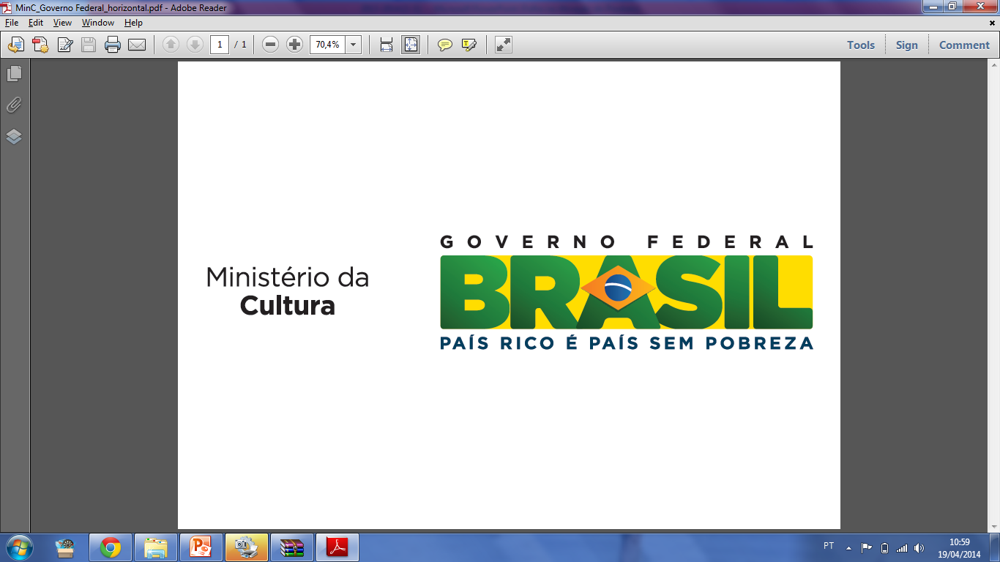 MinC_Governo Federal_horizontal.pdf - Adobe Reader
File Edit View Window Help
1 / 1 70,4% Tools Sign Comment
Ministério da
Cultura
GOVERNO FEDERAL
BRASIL
PAÍS RICO É PAÍS SEM POBREZA
PT
10:59
19/04/2014